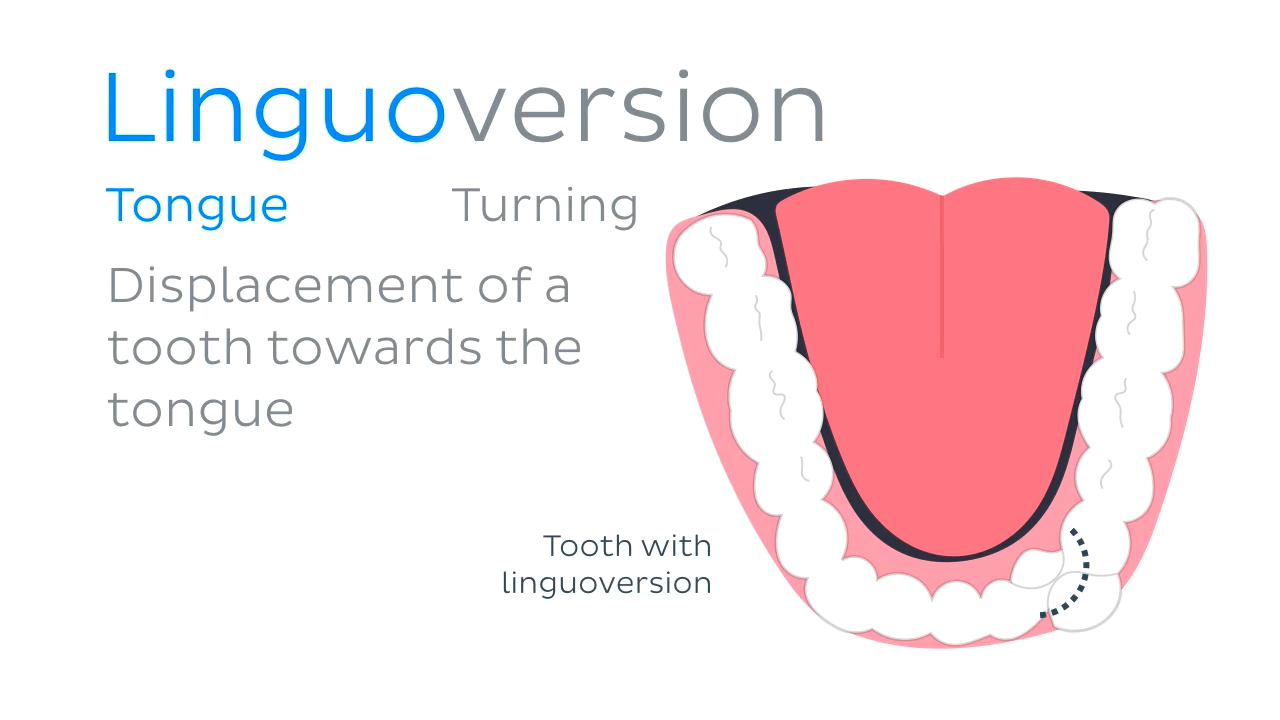 Linguoversion
Tongue Turning
Displacement of a
tooth towards the
tongue
Tooth with
linguoversion